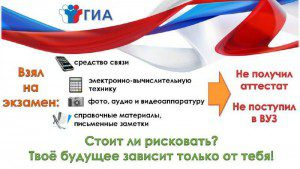 ГИА
Взял
на
экзамен:
средство связи
электронно-вычислительную
технику
фото, аудио и видеоаппаратуру
справочные материалы,
письменные заметки
Не получил
аттестат
Не поступил
в ВУЗ
Стоит ли рисковать?
Твоё будущее зависит только от тебя!